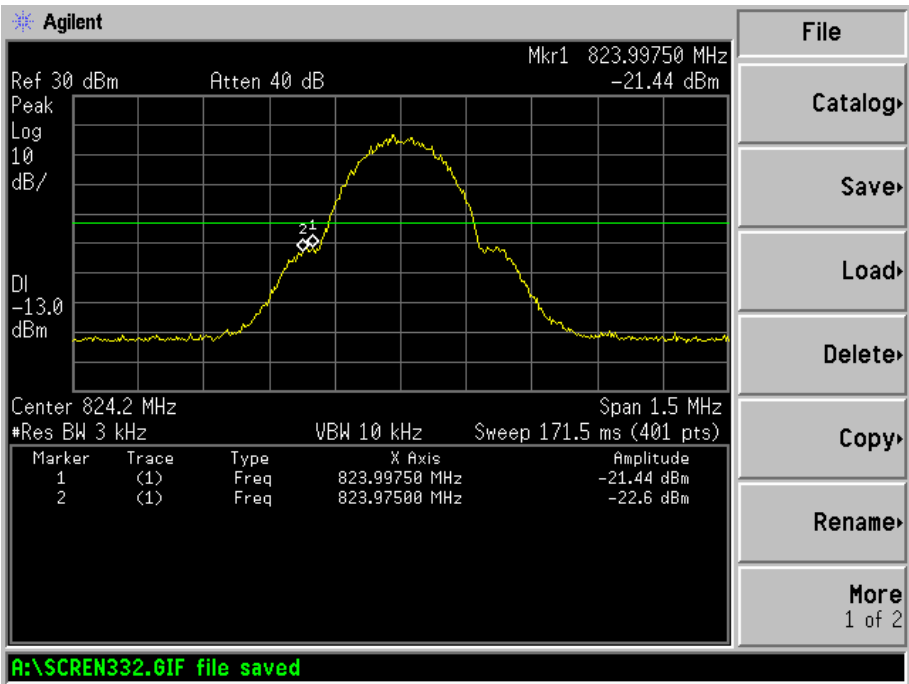 Agilent
Mkr1 823.99750 MHz
Ref 30 dBm Atten 40 dB -21.44 dBm
Peak
Log
10
dB/
2 1
DI
-13.0
dBm
Center 824.2 MHz Span 1.5 MHz
#Res BW 3 kHz VBW 10 kHz Sweep 171.5 ms (401 pts)
Marker Trace Type X Axis Amplitude
1 (1) Freq 823.99750 MHz -21.44 dBm
2 (1) Freq 823.97500 MHz -22.6 dBm
A:\SCREN332.GIF file saved
File
Catalog
Save
Load
Delete
Copy
Rename
More
1 of 2